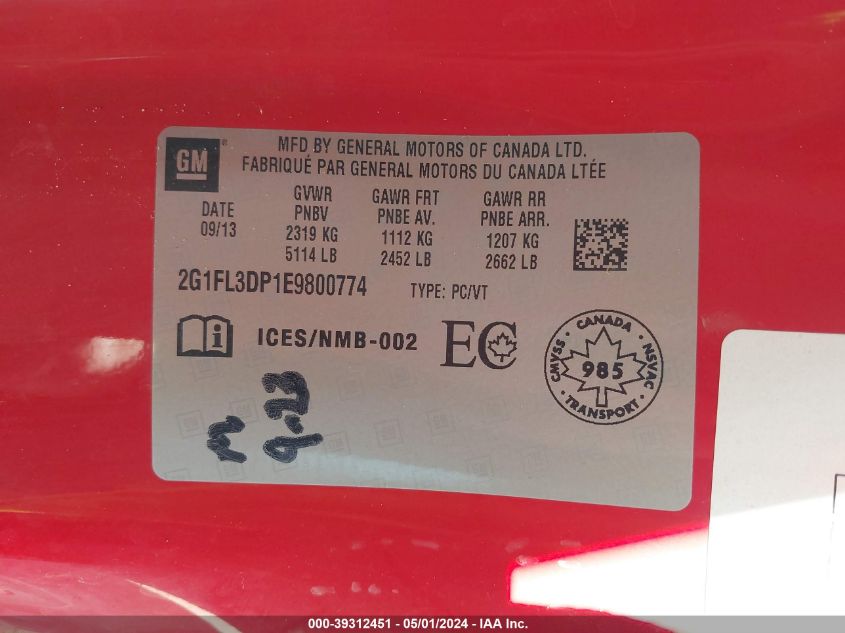 GM
MFD BY GENERAL MOTORS OF CANADA LTD.
FABRIQUÉ PAR GENERAL MOTORS DU CANADA LTÉE
DATE
09/13
GVWR
PNBV
2319 KG
5114 LB
GAWR FRT
PNBE AV.
1112 KG
2452 LB
GAWR RR
PNBE ARR.
1207 KG
2662 LB
2G1FL3DP1E9800774 TYPE: PC/VT
ICES/NMB-002 EC
CANADA
CMVSS 985 NSVAC
TRANSPORT
000-39312451 - 05/01/2024 - IAA Inc.